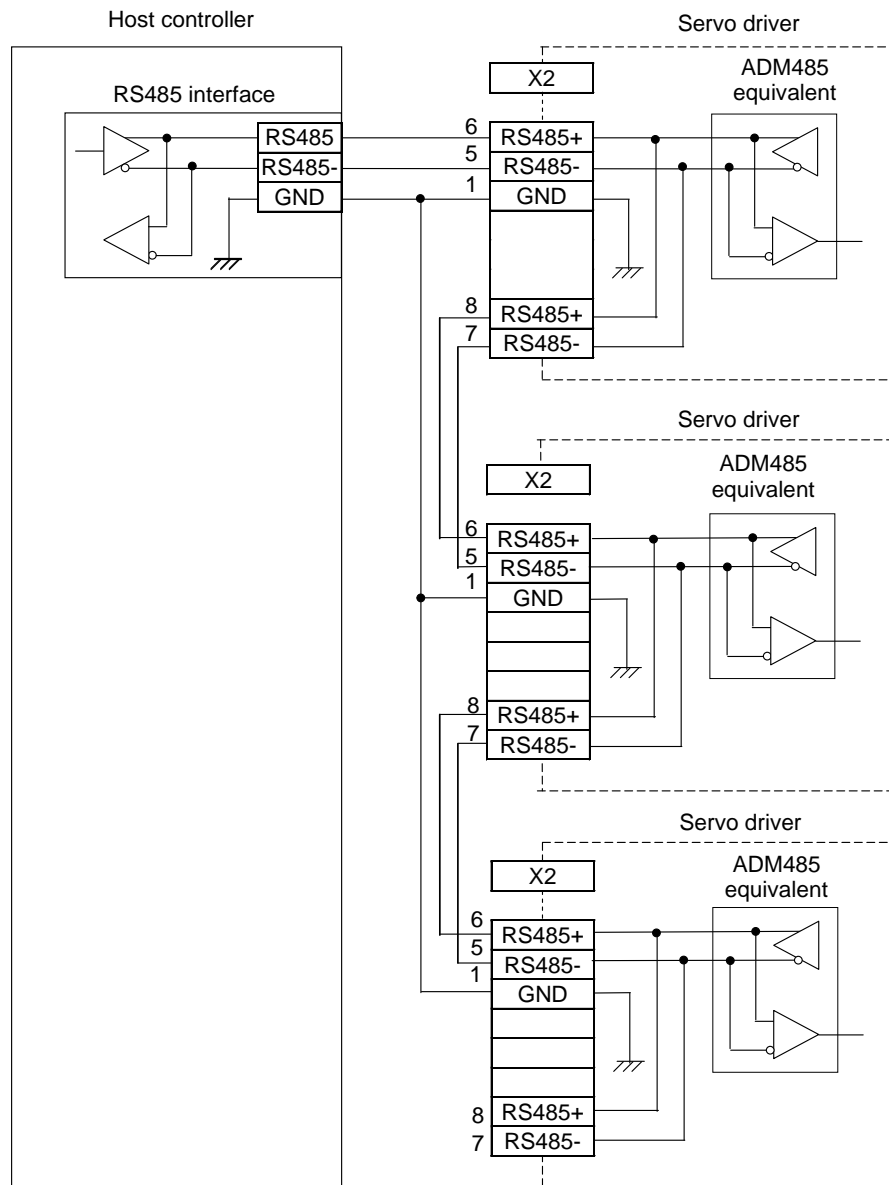 Host controller
RS485 interface
RS485
RS485-
GND
Servo driver
X2
ADM485
equivalent
6
RS485+
5
RS485-
1
GND
8
RS485+
7
RS485-
Servo driver
X2
ADM485
equivalent
6
RS485+
5
RS485-
1
GND
8
RS485+
7
RS485-
Servo driver
X2
ADM485
equivalent
6
RS485+
5
RS485-
1
GND
8
RS485+
7
RS485-